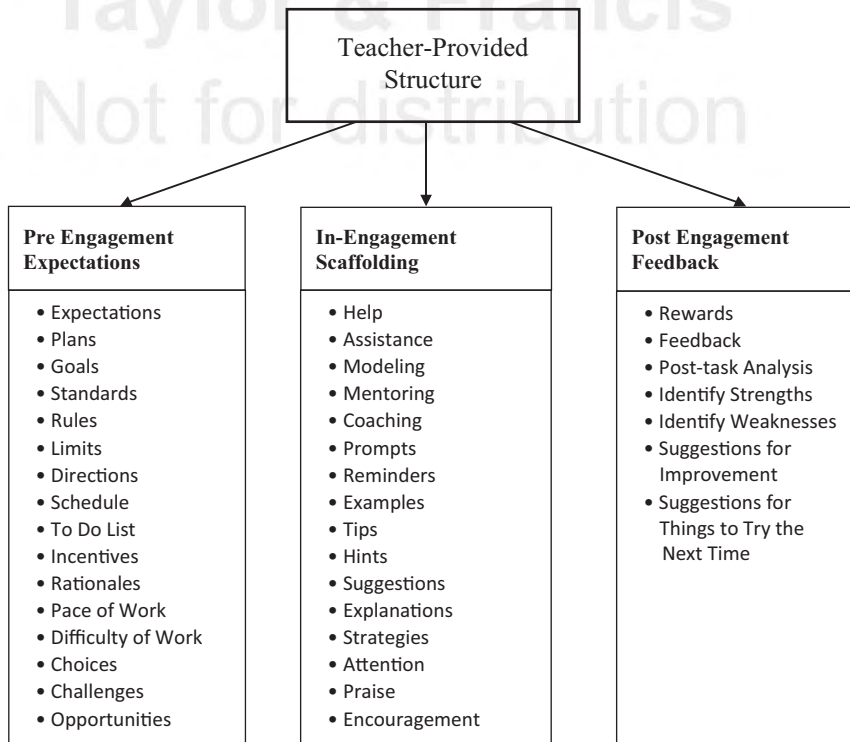 Taylor & Francis
Not for distribution
Teacher-Provided
Structure
Pre Engagement
Expectations
• Expectations
• Plans
• Goals
• Standards
• Rules
• Limits
• Directions
• Schedule
• To Do List
• Incentives
• Rationales
• Pace of Work
• Difficulty of Work
• Choices
• Challenges
• Opportunities
In-Engagement
Scaffolding
• Help
• Assistance
• Modeling
• Mentoring
• Coaching
• Prompts
• Reminders
• Examples
• Tips
• Hints
• Suggestions
• Explanations
• Strategies
• Attention
• Praise
• Encouragement
Post Engagement
Feedback
• Rewards
• Feedback
• Post-task Analysis
• Identify Strengths
• Identify Weaknesses
• Suggestions for
Improvement
• Suggestions for
Things to Try the
Next Time